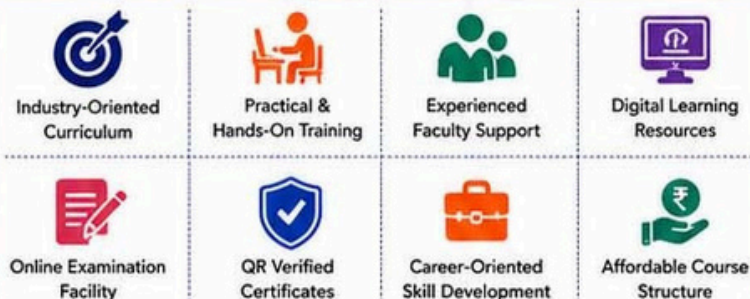 Industry-Oriented
Curriculum
Practical &
Hands-On Training
Experienced
Faculty Support
Digital Learning
Resources
Online Examination
Facility
QR Verified
Certificates
Career-Oriented
Skill Development
₹
Affordable Course
Structure